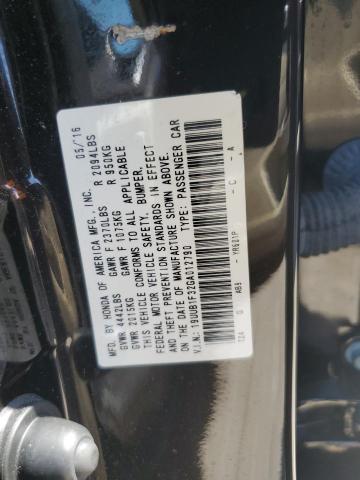 MFD. BY HONDA OF AMERICA MFG., INC. 05/16
GVWR 4442LBS GAWR F 2370LBS R 2094LBS
GVWR 2015KG GAWR F 1075KG R 950KG
THIS VEHICLE CONFORMS TO ALL APPLICABLE
FEDERAL MOTOR VEHICLE SAFETY, BUMPER,
AND THEFT PREVENTION STANDARDS IN EFFECT
ON THE DATE OF MANUFACTURE SHOWN ABOVE.
V.I.N.: 19UUB1F32GA012790 TYPE: PASSENGER CAR
YR601P - C - A